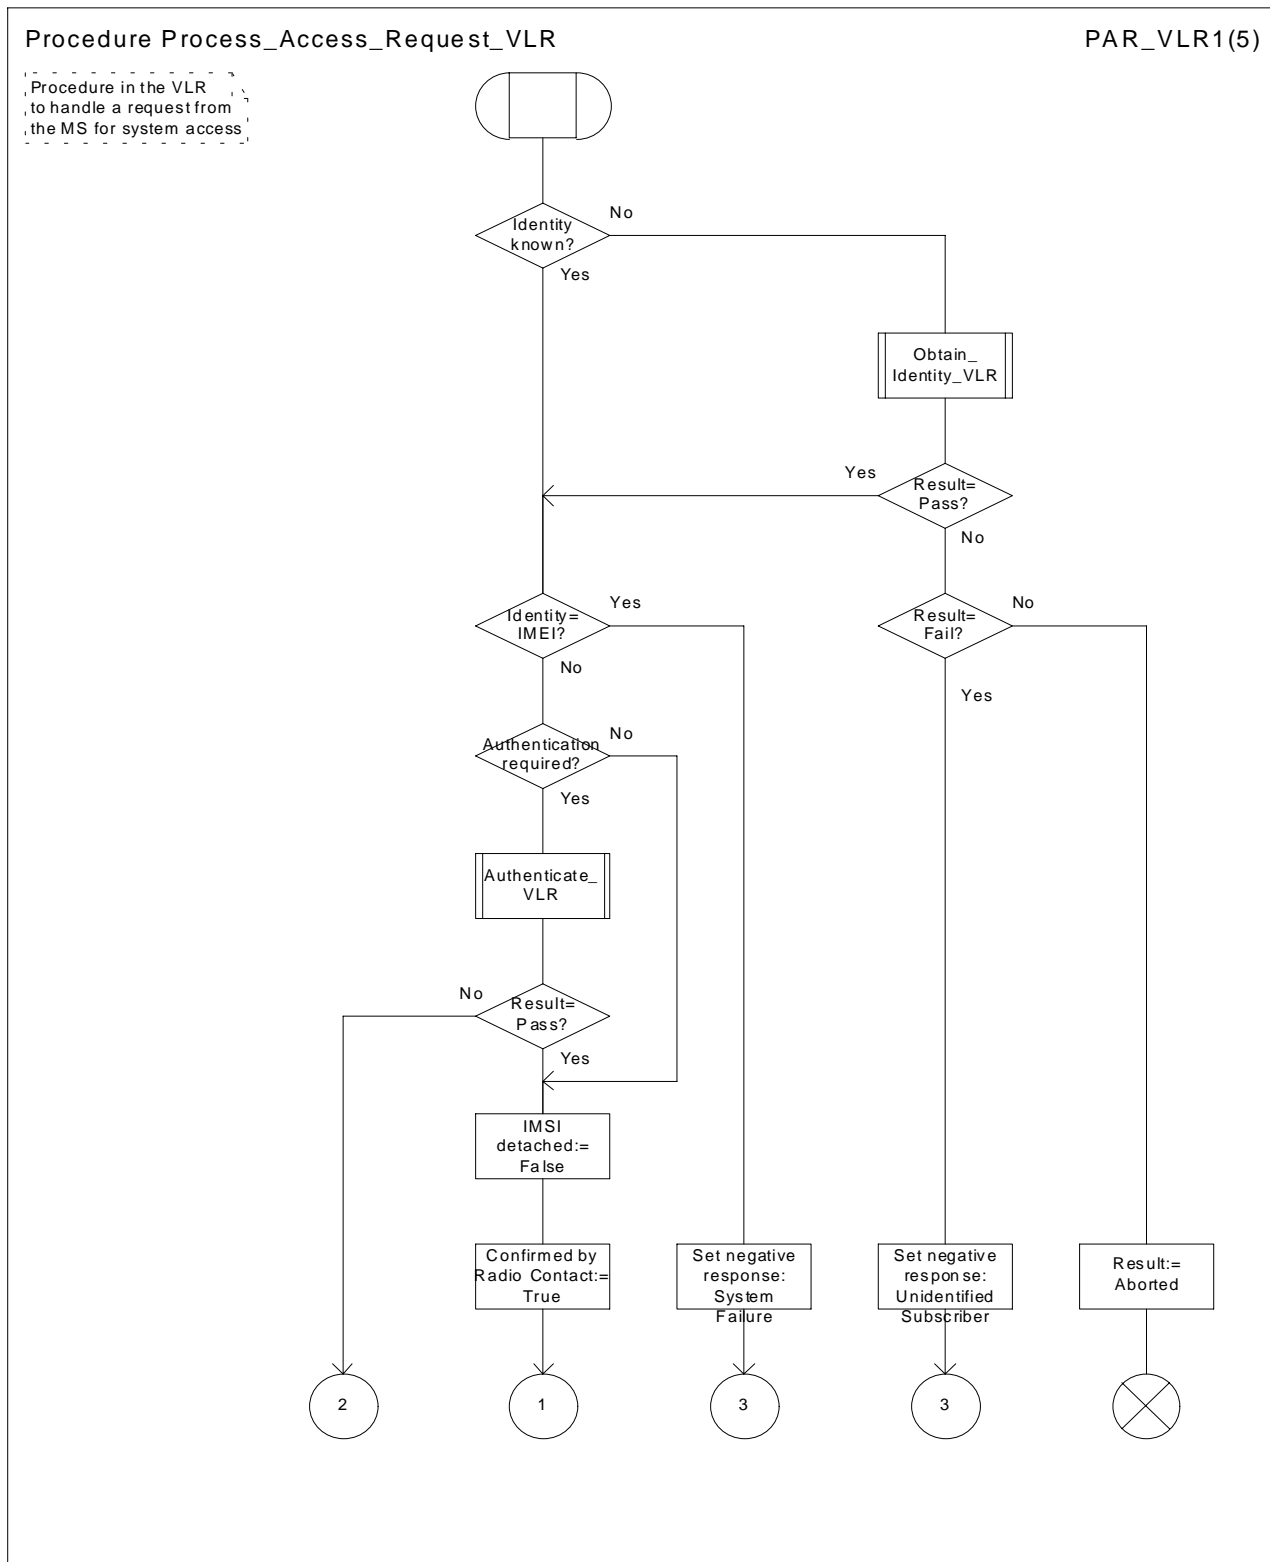 Procedure Process_Access_Request_VLR
PAR_VLR1(5)
Procedure in the VLR
to handle a request from
the MS for system access
Identity
known?
No
Yes
Obtain_
Identity_VLR
Yes
Result=
Pass?
No
Identity=
IMEI?
Yes
No
Result=
Fail?
No
Yes
Authentication
required?
No
Yes
Authenticate_
VLR
No
Result=
Pass?
Yes
IMSI
detached:=
False
Confirmed by
Radio Contact:=
True
Set negative
response:
System
Failure
Set negative
response:
Unidentified
Subscriber
Result:=
Aborted
2
1
3
3